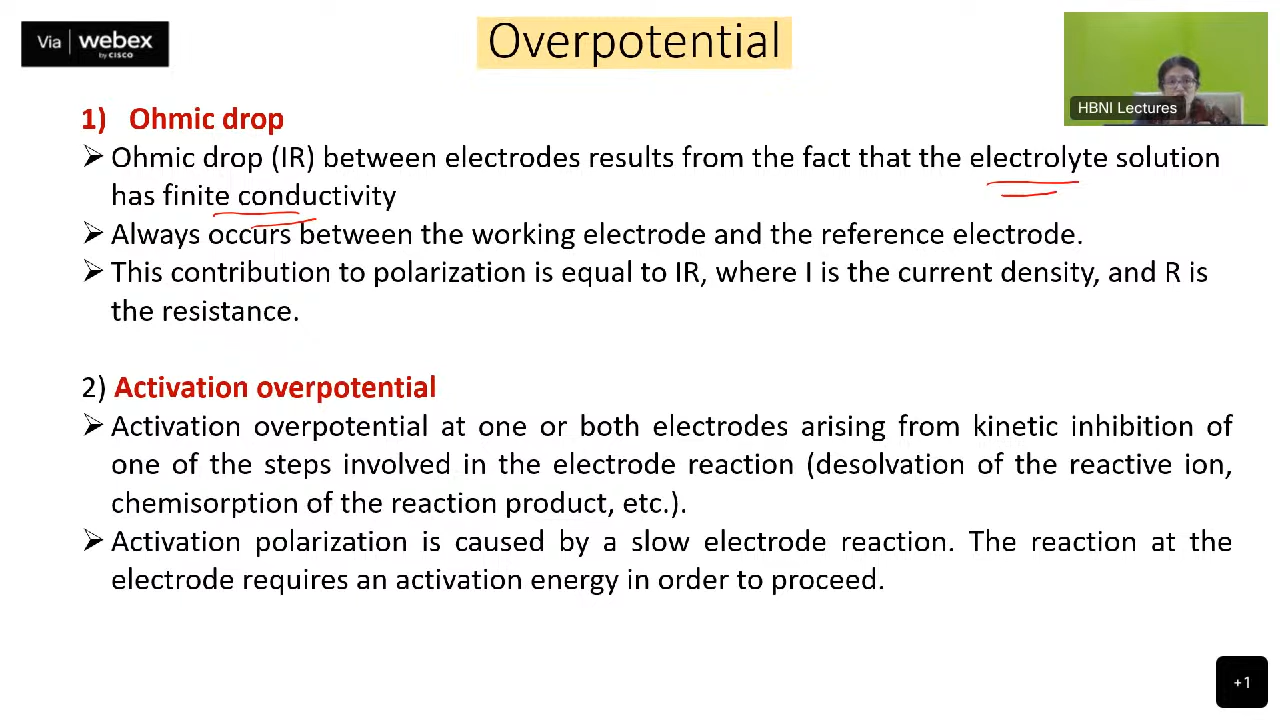 Via webex
by CISCO
Overpotential
HBNI Lectures
1) Ohmic drop
➢ Ohmic drop (IR) between electrodes results from the fact that the electrolyte solution
has finite conductivity
➢ Always occurs between the working electrode and the reference electrode.
➢ This contribution to polarization is equal to IR, where I is the current density, and R is
the resistance.
2) Activation overpotential
➢ Activation overpotential at one or both electrodes arising from kinetic inhibition of
one of the steps involved in the electrode reaction (desolvation of the reactive ion,
chemisorption of the reaction product, etc.).
➢ Activation polarization is caused by a slow electrode reaction. The reaction at the
electrode requires an activation energy in order to proceed.
+1